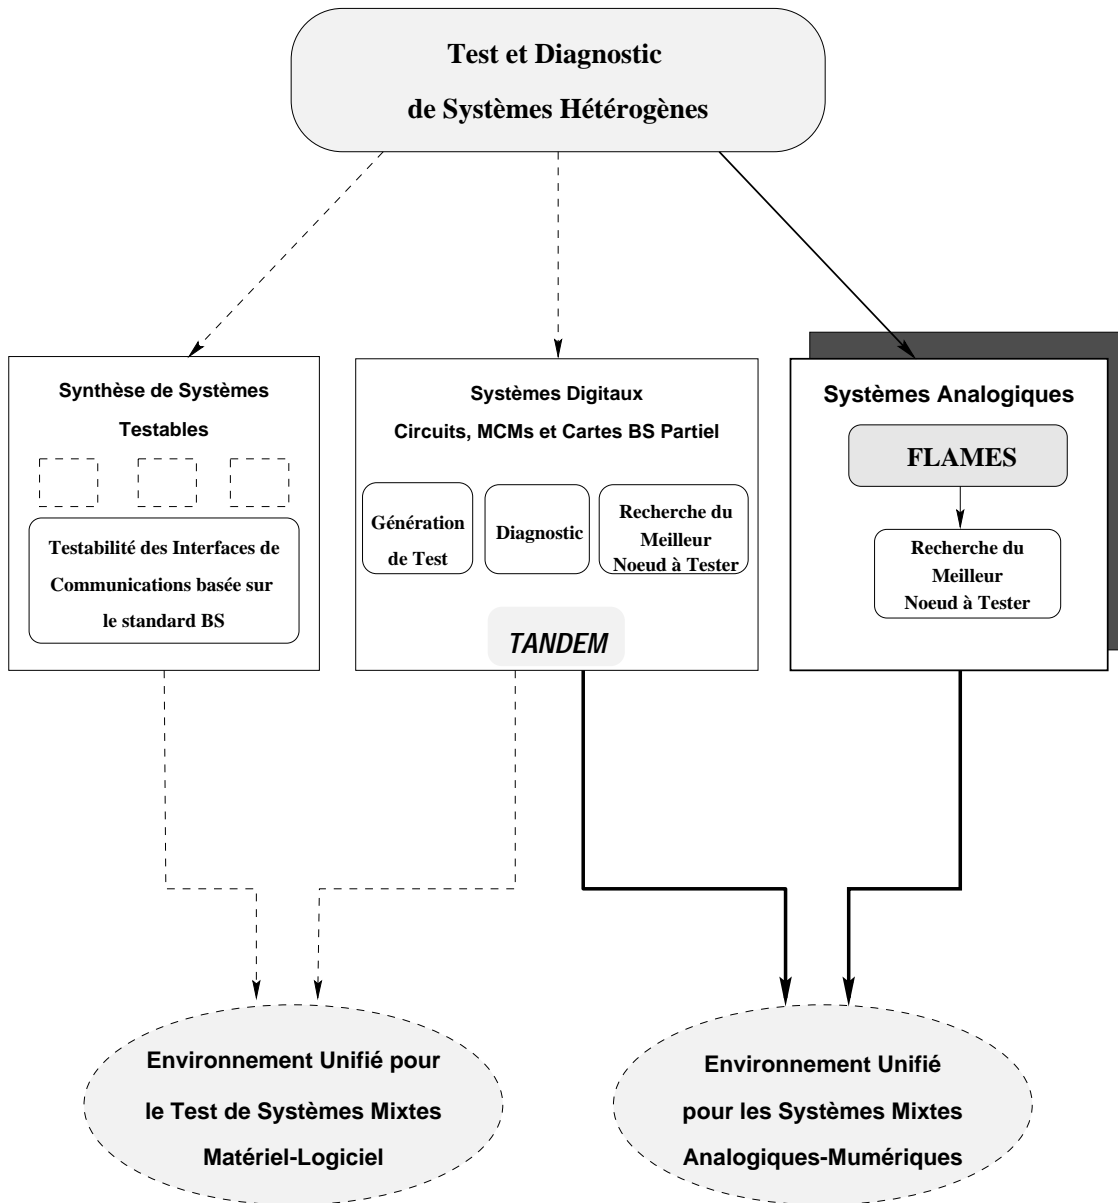 Test et Diagnostic
de Systèmes Hétérogènes
Synthèse de Systèmes
Testables
Testabilité des Interfaces de
Communications basée sur
le standard BS
Systèmes Digitaux
Circuits, MCMs et Cartes BS Partiel
Génération
de Test
Diagnostic
Recherche du
Meilleur
Noeud à Tester
TANDEM
Systèmes Analogiques
FLAMES
Recherche du
Meilleur
Noeud à Tester
Environnement Unifié pour
le Test de Systèmes Mixtes
Matériel-Logiciel
Environnement Unifié
pour les Systèmes Mixtes
Analogiques-Mumériques